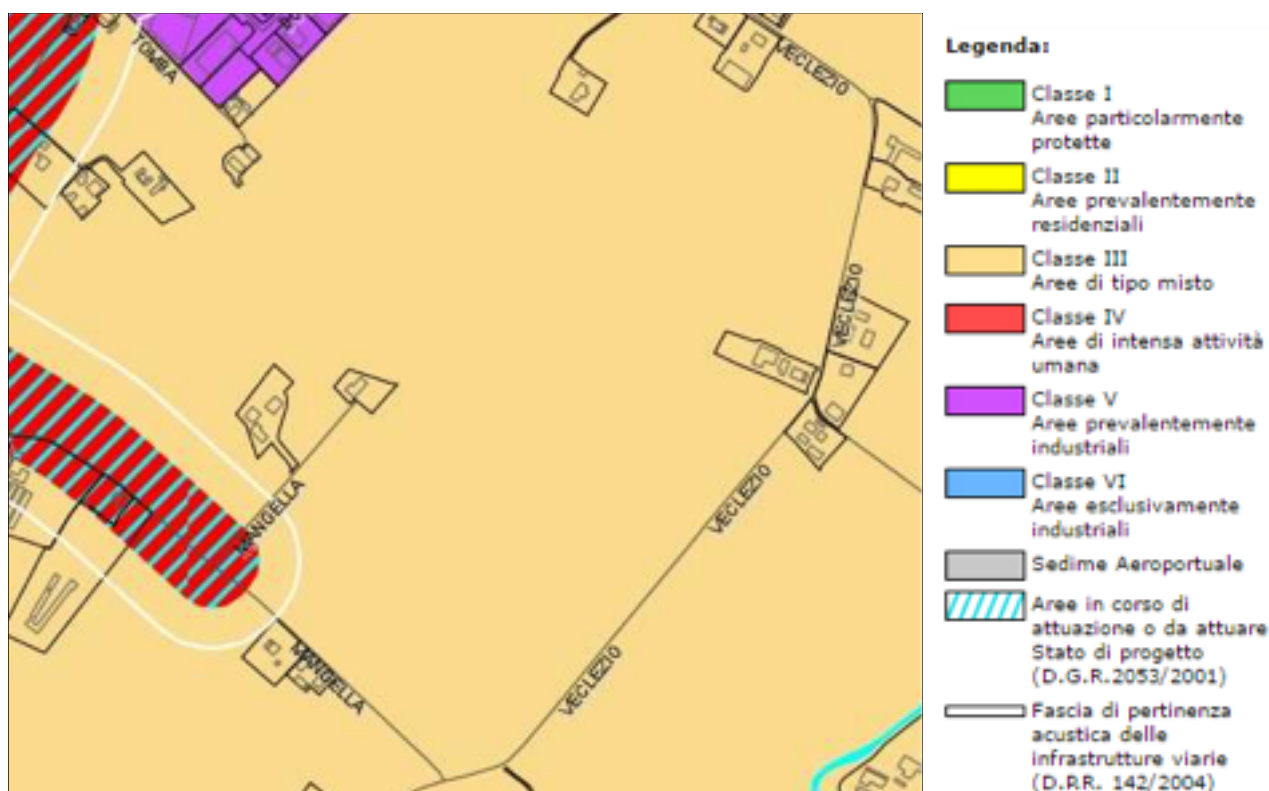 TOMBA
VECLEZIO
VECLEZIO
VECLEZIO
VECLEZIO
MANGELLA
MANGELLA
Legenda:
Classe I
Aree particolarmente
protette
Classe II
Aree prevalentemente
residenziali
Classe III
Aree di tipo misto
Classe IV
Aree di intensa attività
umana
Classe V
Aree prevalentemente
industriali
Classe VI
Aree esclusivamente
industriali
Sedime Aeroportuale
Aree in corso di
attuazione o da attuare
Stato di progetto
(D.G.R.2053/2001)
Fascia di pertinenza
acustica delle
infrastrutture viarie
(D.P.R. 142/2004)